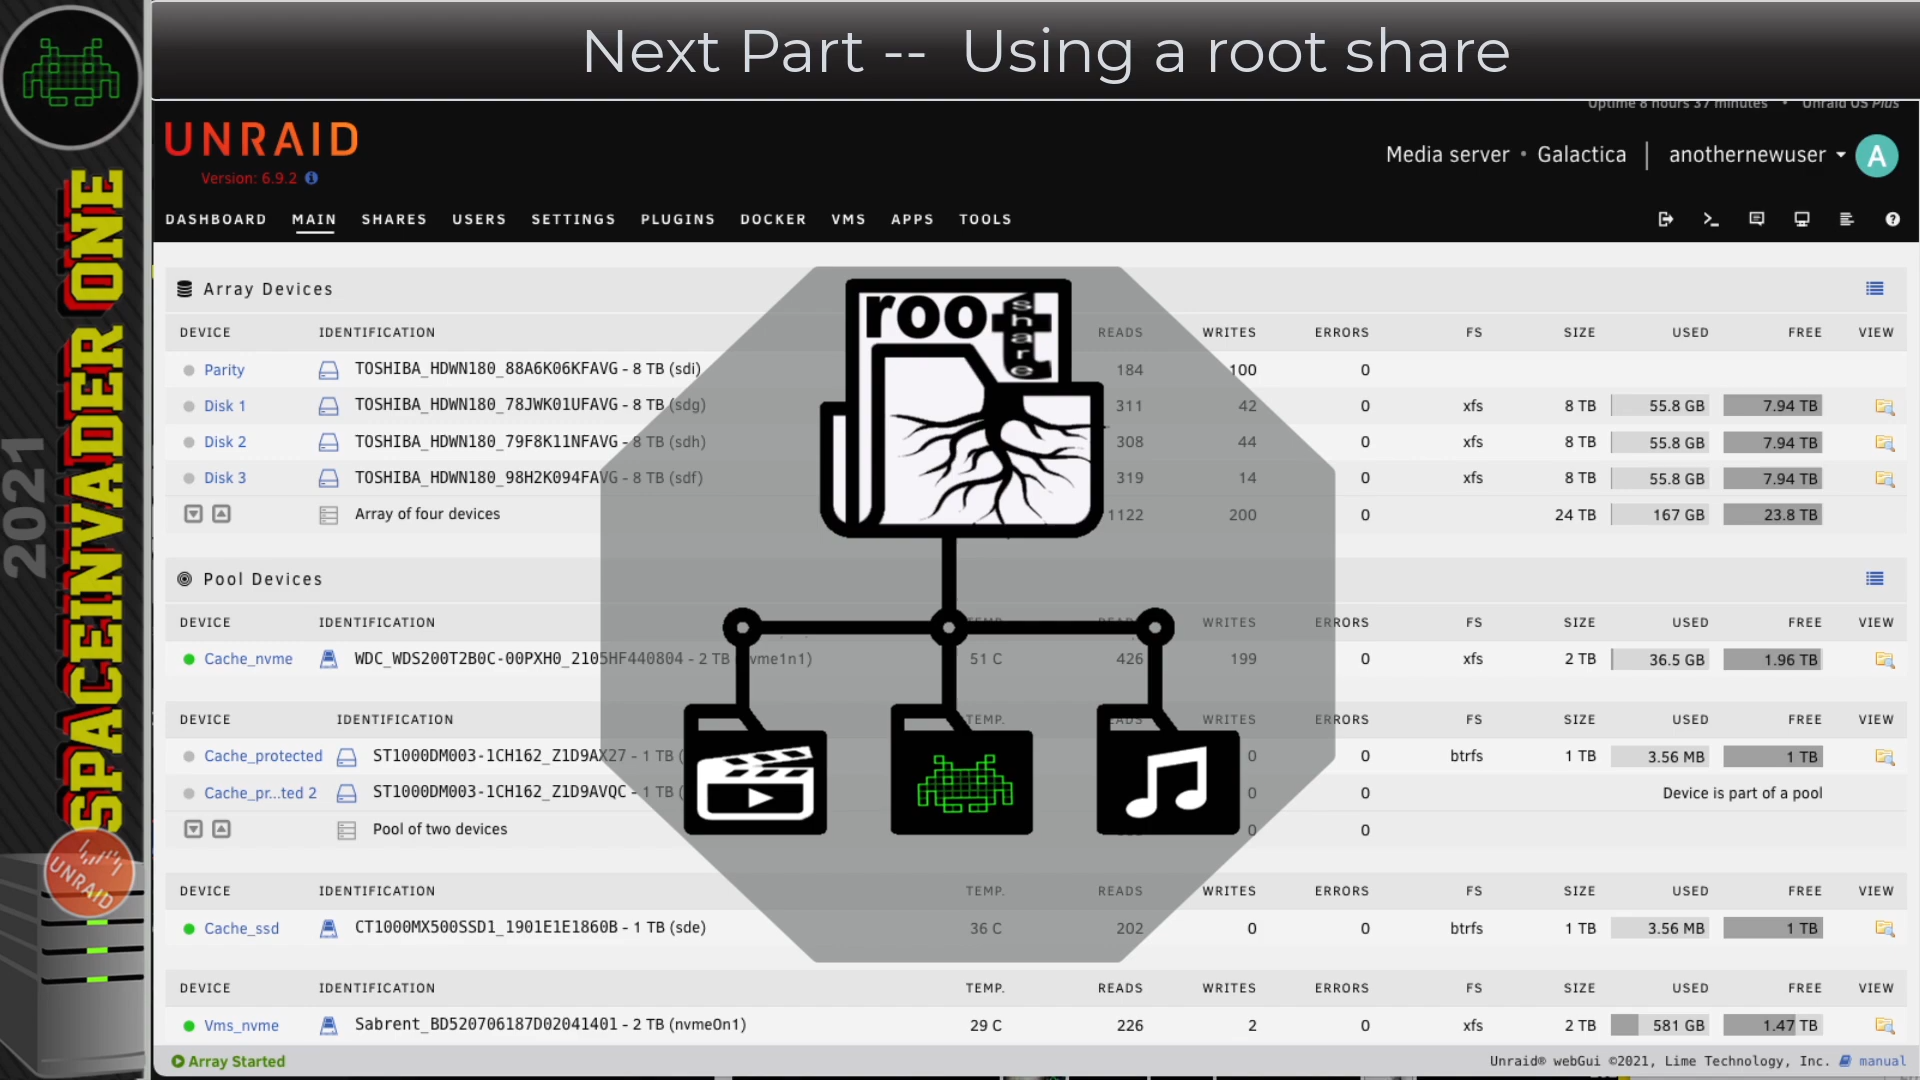 Next Part -- Using a root share
2021
SPACEINVADER ONE
UNRAID
Uptime 8 hours 37 minutes • Unraid OS Plus
UNRAID
Version: 6.9.2
Media server • Galactica | anothernewuser A
DASHBOARD MAIN SHARES USERS SETTINGS PLUGINS DOCKER VMS APPS TOOLS
Array Devices
DEVICE IDENTIFICATION READS WRITES ERRORS FS SIZE USED FREE VIEW
Parity TOSHIBA_HDWN180_88A6K06KFAVG - 8 TB (sdi) 184 100 0
Disk 1 TOSHIBA_HDWN180_78JWK01UFAVG - 8 TB (sdg) 311 42 0 xfs 8 TB 55.8 GB 7.94 TB
Disk 2 TOSHIBA_HDWN180_79F8K11NFAVG - 8 TB (sdh) 308 44 0 xfs 8 TB 55.8 GB 7.94 TB
Disk 3 TOSHIBA_HDWN180_98H2K094FAVG - 8 TB (sdf) 319 14 0 xfs 8 TB 55.8 GB 7.94 TB
Array of four devices 1122 200 0 24 TB 167 GB 23.8 TB
root
share
Pool Devices
DEVICE IDENTIFICATION TEMP. READS WRITES ERRORS FS SIZE USED FREE VIEW
Cache_nvme WDC_WDS200T2B0C-00PXH0_2105HF440804 - 2 TB (nvme1n1) 51 C 426 199 0 xfs 2 TB 36.5 GB 1.96 TB
DEVICE IDENTIFICATION TEMP. READS WRITES ERRORS FS SIZE USED FREE VIEW
Cache_protected ST1000DM003-1CH162_Z1D9AX27 - 1 TB ( 0 0 btrfs 1 TB 3.56 MB 1 TB
Cache_pr...ted 2 ST1000DM003-1CH162_Z1D9AVQC - 1 TB ( 0 0 Device is part of a pool
Pool of two devices 0 0
DEVICE IDENTIFICATION TEMP. READS WRITES ERRORS FS SIZE USED FREE VIEW
Cache_ssd CT1000MX500SSD1_1901E1E1860B - 1 TB (sde) 36 C 202 0 0 btrfs 1 TB 3.56 MB 1 TB
DEVICE IDENTIFICATION TEMP. READS WRITES ERRORS FS SIZE USED FREE VIEW
Vms_nvme Sabrent_BD520706187D02041401 - 2 TB (nvme0n1) 29 C 226 2 0 xfs 2 TB 581 GB 1.47 TB
Array Started
Unraid® webGui ©2021, Lime Technology, Inc. manual